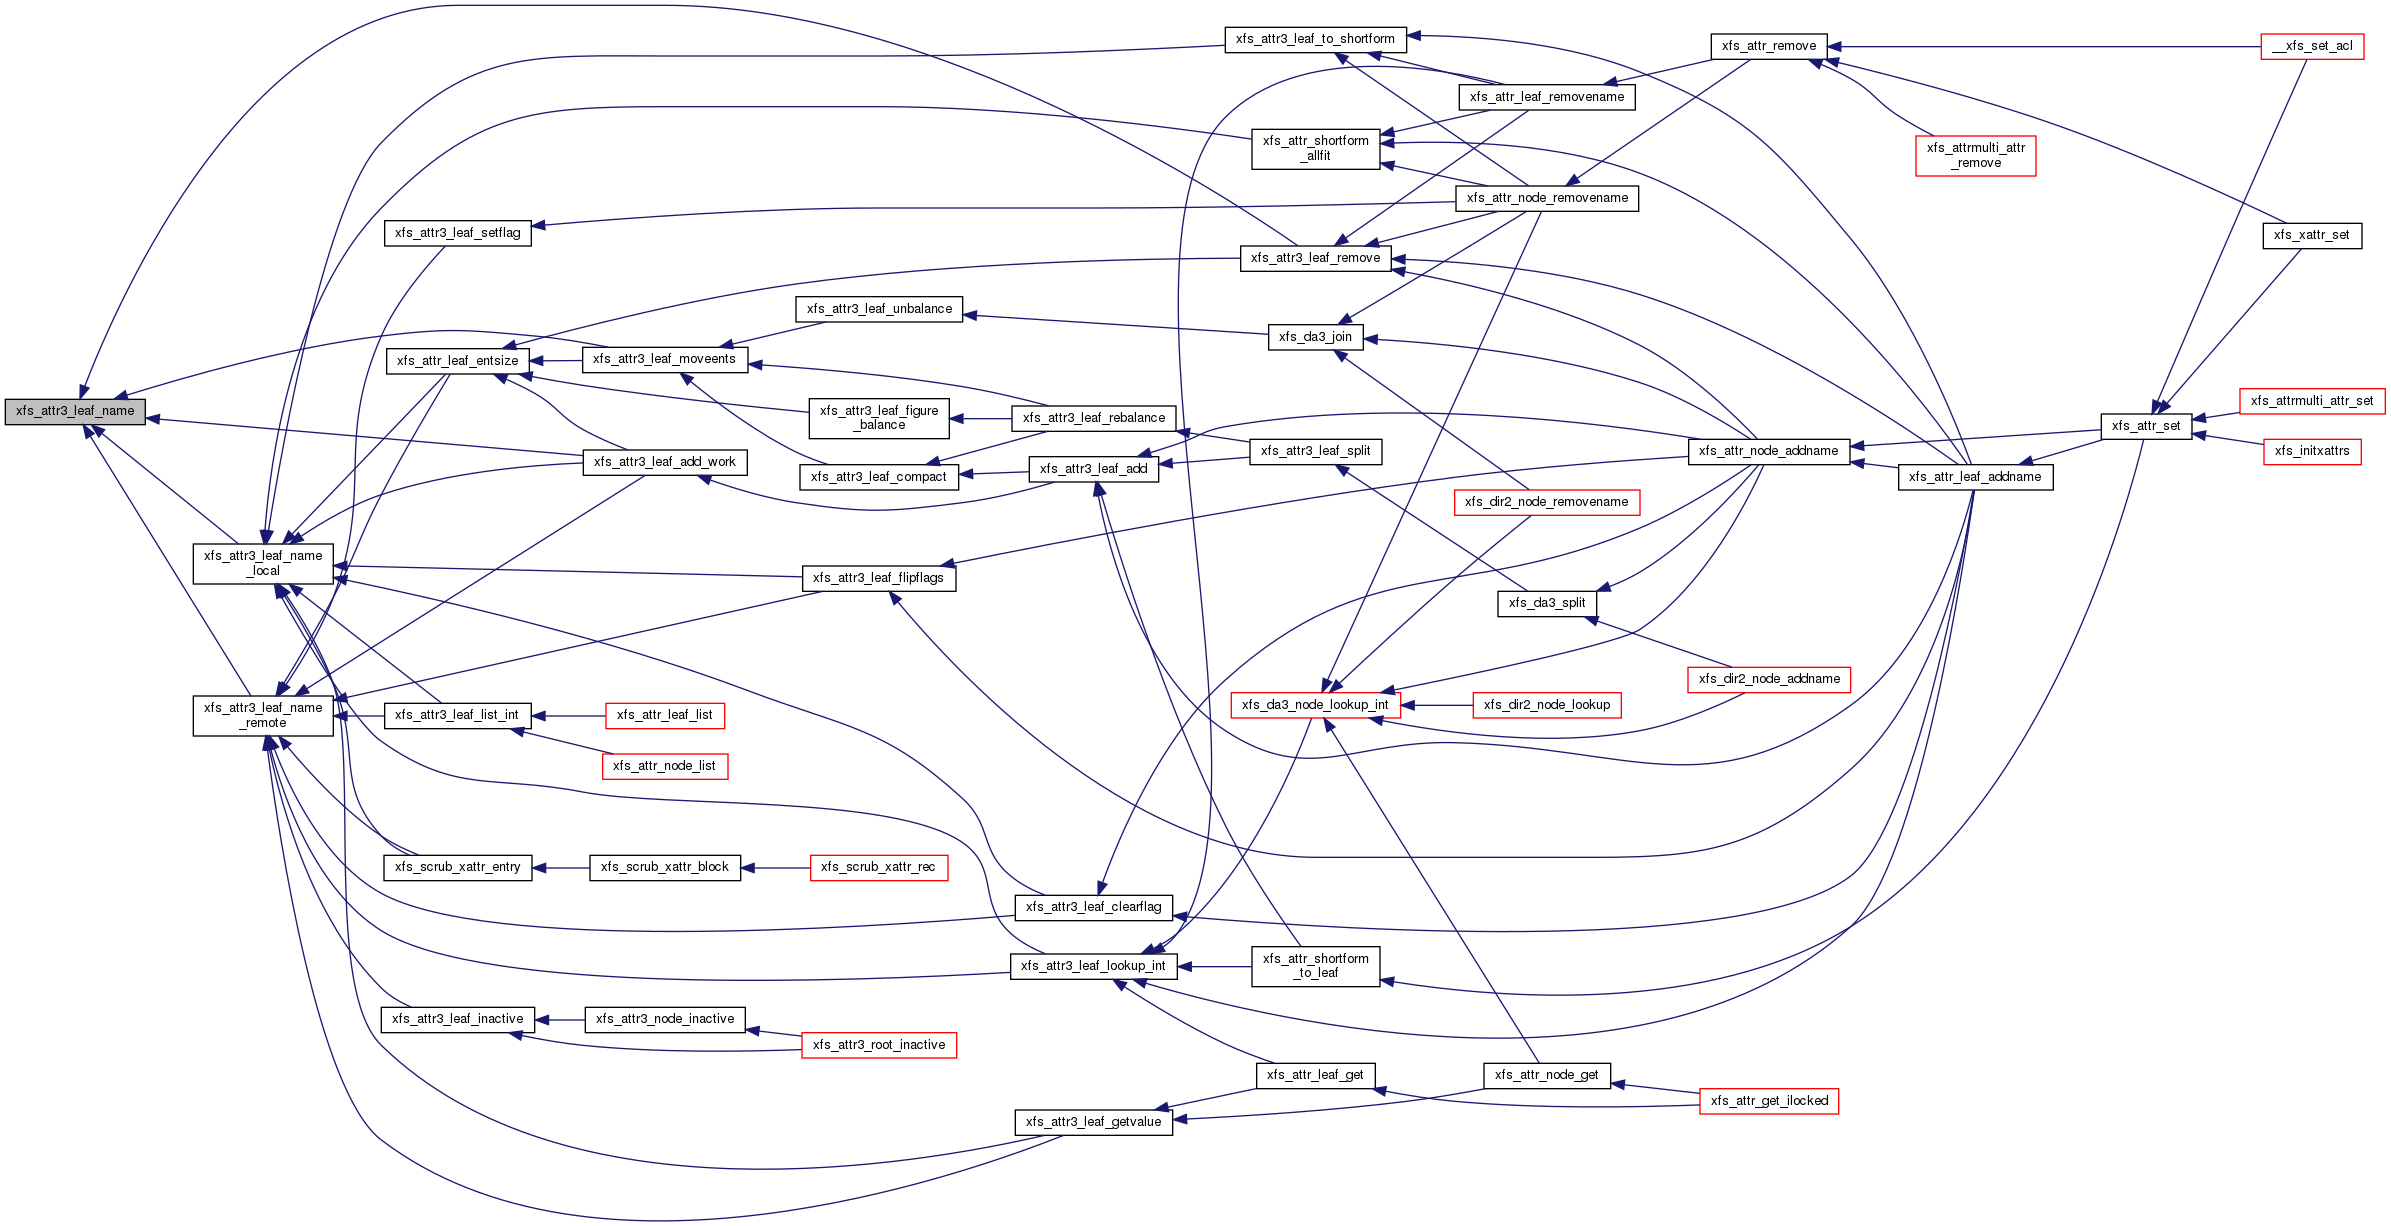 xfs_attr3_leaf_name
xfs_attr3_leaf_name
_local
xfs_attr3_leaf_name
_remote
xfs_attr3_leaf_setflag
xfs_attr_leaf_entsize
xfs_attr3_leaf_list_int
xfs_scrub_xattr_entry
xfs_attr3_leaf_inactive
xfs_attr3_leaf_moveents
xfs_attr3_leaf_add_work
xfs_attr_leaf_list
xfs_attr_node_list
xfs_scrub_xattr_block
xfs_attr3_node_inactive
xfs_attr3_leaf_unbalance
xfs_attr3_leaf_figure
_balance
xfs_attr3_leaf_compact
xfs_attr3_leaf_flipflags
xfs_scrub_xattr_rec
xfs_attr3_root_inactive
xfs_attr3_leaf_rebalance
xfs_attr3_leaf_add
xfs_attr3_leaf_clearflag
xfs_attr3_leaf_lookup_int
xfs_attr3_leaf_getvalue
xfs_attr3_leaf_to_shortform
xfs_attr_shortform
_allfit
xfs_attr3_leaf_remove
xfs_da3_join
xfs_attr3_leaf_split
xfs_da3_node_lookup_int
xfs_attr_shortform
_to_leaf
xfs_attr_leaf_get
xfs_attr_leaf_removename
xfs_attr_node_removename
xfs_dir2_node_removename
xfs_da3_split
xfs_dir2_node_lookup
xfs_attr_node_get
xfs_attr_remove
xfs_attr_node_addname
xfs_dir2_node_addname
xfs_attr_get_ilocked
xfs_attrmulti_attr
_remove
xfs_attr_leaf_addname
xfs_attr_set
__xfs_set_acl
xfs_xattr_set
xfs_attrmulti_attr_set
xfs_initxattrs